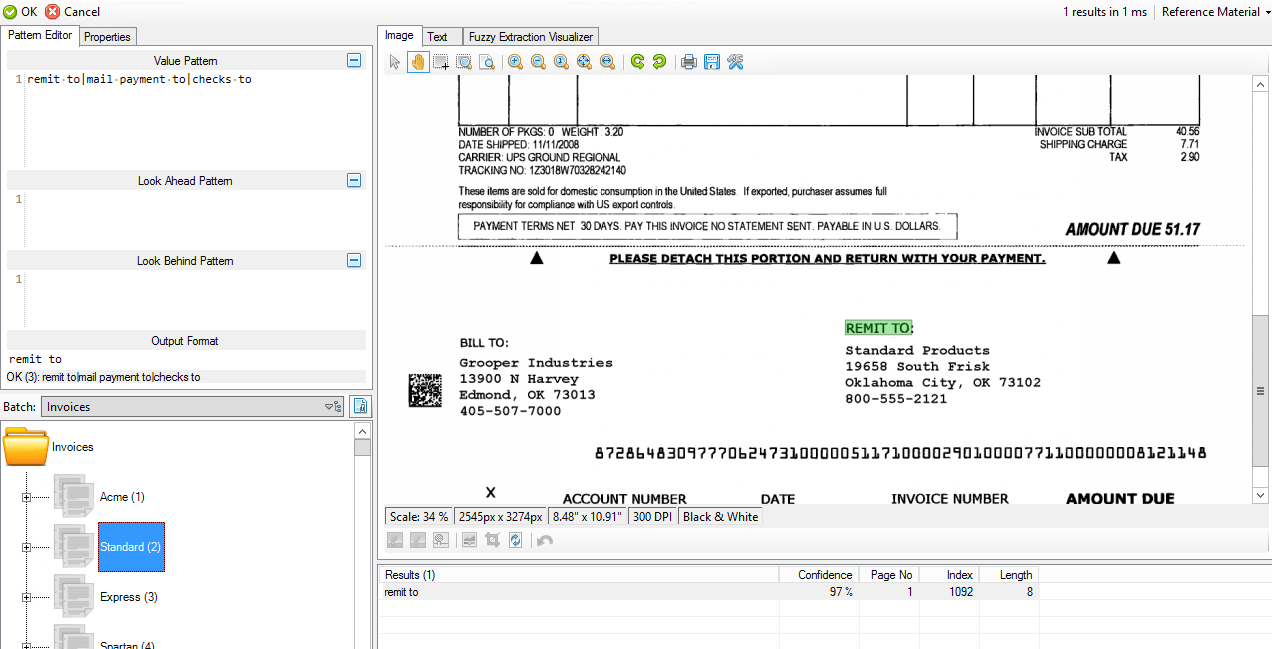 OK Cancel
1 results in 1 ms Reference Material
Pattern Editor Properties
Value Pattern
1 remit·to|mail·payment·to|checks·to
Look Ahead Pattern
1
Look Behind Pattern
1
Output Format
remit to
OK (3): remit to|mail payment to|checks to
Batch: Invoices
Invoices
Acme (1)
Standard (2)
Express (3)
Spartan (4)
Image Text Fuzzy Extraction Visualizer
NUMBER OF PKGS: 0 WEIGHT 3.20 INVOICE SUB TOTAL 40.56
DATE SHIPPED: 11/11/2008 SHIPPING CHARGE 7.71
CARRIER: UPS GROUND REGIONAL TAX 2.90
TRACKING NO: 1Z3018W70328242140
These items are sold for domestic consumption in the United States. If exported, purchaser assumes full
responsibility for compliance with US export controls.
PAYMENT TERMS NET 30 DAYS. PAY THIS INVOICE NO STATEMENT SENT. PAYABLE IN U.S. DOLLARS.
AMOUNT DUE 51.17
PLEASE DETACH THIS PORTION AND RETURN WITH YOUR PAYMENT.
BILL TO:
Grooper Industries
13900 N Harvey
Edmond, OK 73013
405-507-7000
REMIT TO:
Standard Products
19658 South Frisk
Oklahoma City, OK 73102
800-555-2121
872864830977706247310000051171000029010000771100000008121148
X ACCOUNT NUMBER DATE INVOICE NUMBER AMOUNT DUE
Scale: 34 % 2545px x 3274px 8.48" x 10.91" 300 DPI Black & White
Results (1) Confidence Page No Index Length
remit to 97 % 1 1092 8